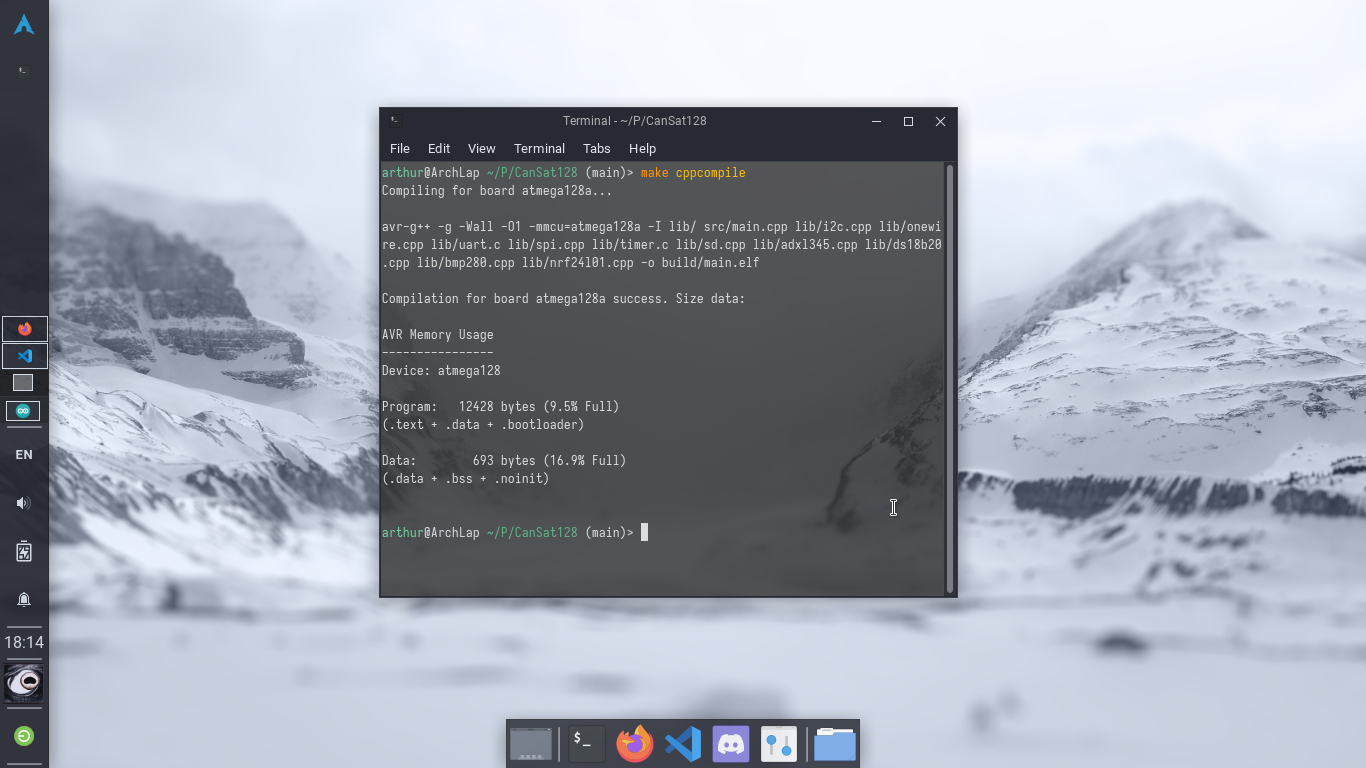 Terminal - ~/P/CanSat128
File Edit View Terminal Tabs Help
arthur@ArchLap ~/P/CanSat128 (main)> make cppcompile
Compiling for board atmega128a...
avr-g++ -g -Wall -O1 -mmcu=atmega128a -I lib/ src/main.cpp lib/i2c.cpp lib/onewi
re.cpp lib/uart.c lib/spi.cpp lib/timer.c lib/sd.cpp lib/adxl345.cpp lib/ds18b20
.cpp lib/bmp280.cpp lib/nrf24l01.cpp -o build/main.elf
Compilation for board atmega128a success. Size data:
AVR Memory Usage
----------------
Device: atmega128
Program:   12428 bytes (9.5% Full)
(.text + .data + .bootloader)
Data:        693 bytes (16.9% Full)
(.data + .bss + .noinit)
arthur@ArchLap ~/P/CanSat128 (main)>
EN
18:14
$_